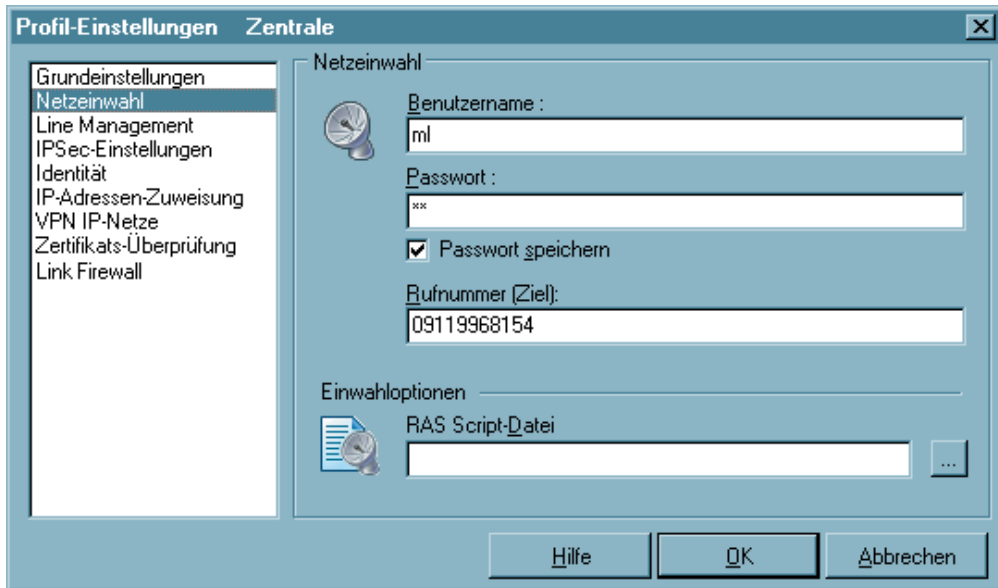 Profil-Einstellungen Zentrale
Grundeinstellungen
Netzeinwahl
Line Management
IPSec-Einstellungen
Identität
IP-Adressen-Zuweisung
VPN IP-Netze
Zertifikats-Überprüfung
Link Firewall
Netzeinwahl
Benutzername :
ml
Passwort :
**
Passwort speichern
Rufnummer (Ziel):
09119968154
Einwahloptionen
RAS Script-Datei
...
Hilfe
OK
Abbrechen